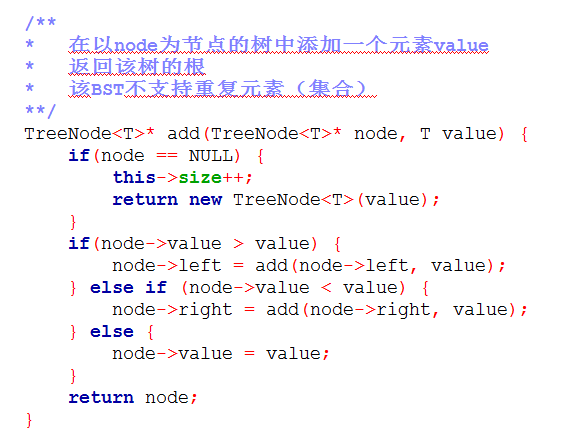 /**
*   在以node为节点的树中添加一个元素value
*   返回该树的根
*   该BST不支持重复元素（集合）
**/
TreeNode<T>* add(TreeNode<T>* node, T value) {
    if(node == NULL) {
        this->size++;
        return new TreeNode<T>(value);
    }
    if(node->value > value) {
        node->left = add(node->left, value);
    } else if (node->value < value) {
        node->right = add(node->right, value);
    } else {
        node->value = value;
    }
    return node;
}